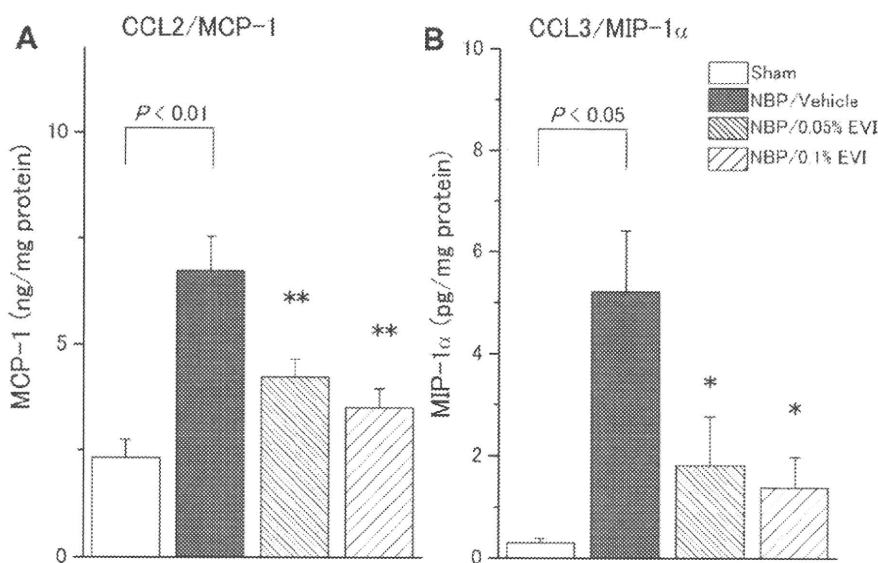 A
CCL2/MCP-1
MCP-1 (ng/mg protein)
10
5
0
P < 0.01
**
**
B
CCL3/MIP-1α
MIP-1α (pg/mg protein)
10
8
6
4
2
0
P < 0.05
*
*
Sham
NBP/Vehicle
NBP/0.05% EVI
NBP/0.1% EVI